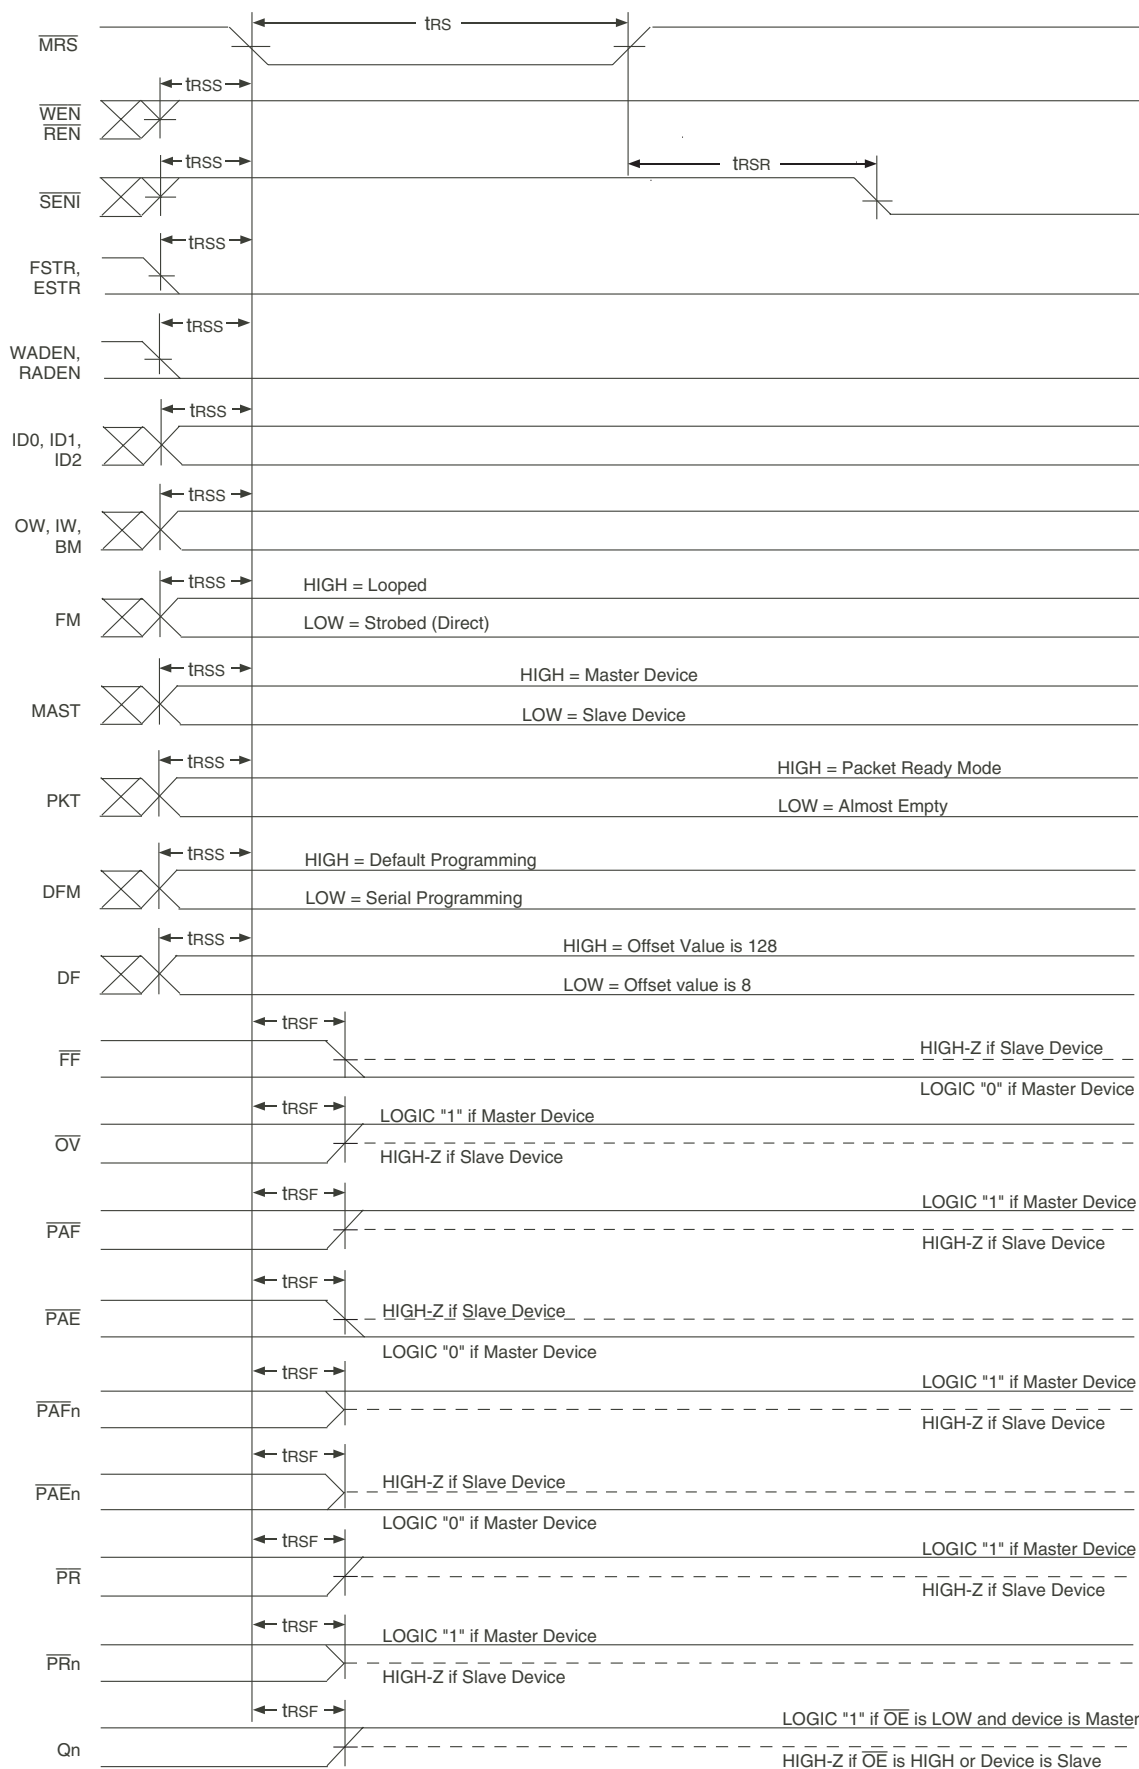 tRS
MRS
tRSS
WEN
REN
tRSS
tRSR
SENI
tRSS
FSTR,
ESTR
tRSS
WADEN,
RADEN
tRSS
ID0, ID1,
ID2
tRSS
OW, IW,
BM
tRSS
HIGH = Looped
FM
LOW = Strobed (Direct)
tRSS
HIGH = Master Device
MAST
LOW = Slave Device
tRSS
HIGH = Packet Ready Mode
PKT
LOW = Almost Empty
tRSS
HIGH = Default Programming
DFM
LOW = Serial Programming
tRSS
HIGH = Offset Value is 128
DF
LOW = Offset value is 8
tRSF
FF
HIGH-Z if Slave Device
LOGIC "0" if Master Device
tRSF
LOGIC "1" if Master Device
OV
HIGH-Z if Slave Device
tRSF
LOGIC "1" if Master Device
PAF
HIGH-Z if Slave Device
tRSF
HIGH-Z if Slave Device
PAE
LOGIC "0" if Master Device
tRSF
LOGIC "1" if Master Device
PAFn
HIGH-Z if Slave Device
tRSF
HIGH-Z if Slave Device
PAEn
LOGIC "0" if Master Device
tRSF
LOGIC "1" if Master Device
PR
HIGH-Z if Slave Device
tRSF
LOGIC "1" if Master Device
PRn
HIGH-Z if Slave Device
tRSF
LOGIC "1" if OE is LOW and device is Master
Qn
HIGH-Z if OE is HIGH or Device is Slave